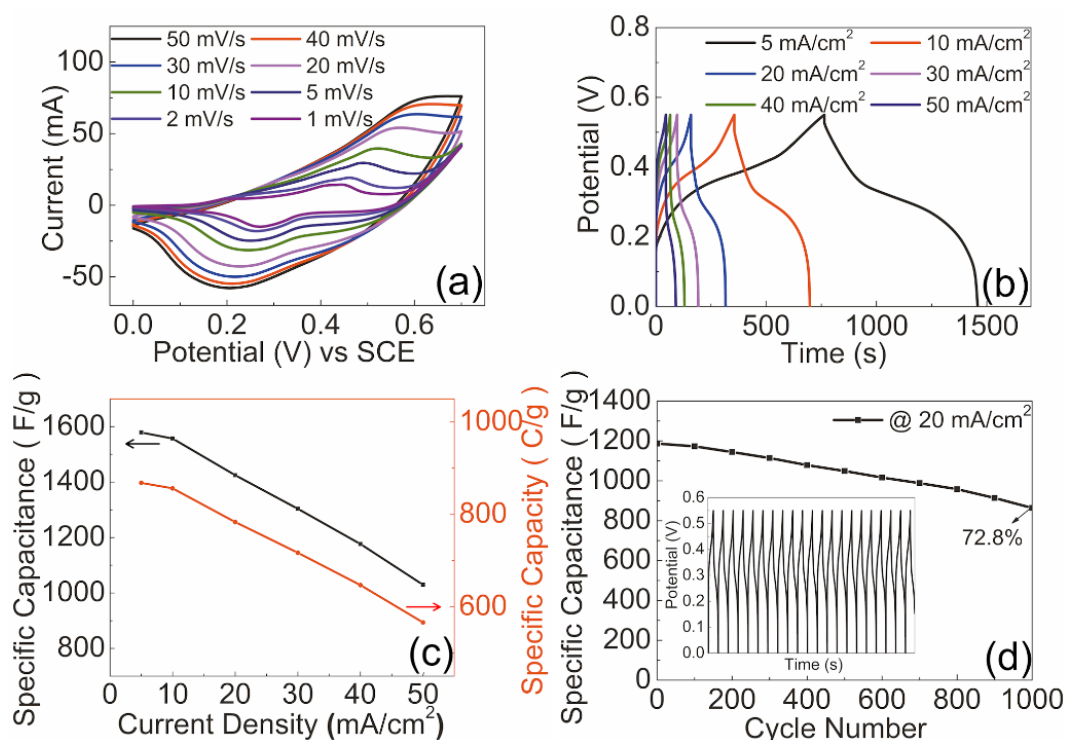 100
75
50
25
0
-25
-50
Current (mA)
50 mV/s 40 mV/s
30 mV/s 20 mV/s
10 mV/s 5 mV/s
2 mV/s 1 mV/s
(a)
0.0 0.2 0.4 0.6
Potential (V) vs SCE
0.8
0.6
0.4
0.2
0.0
Potential (V)
5 mA/cm² 10 mA/cm²
20 mA/cm² 30 mA/cm²
40 mA/cm² 50 mA/cm²
(b)
0 500 1000 1500
Time (s)
1600
1400
1200
1000
800
Specific Capacitance ( F/g )
1000
800
600
Specific Capacity ( C/g )
(c)
0 10 20 30 40 50
Current Density (mA/cm²)
1400
1200
1000
800
600
400
200
0
Specific Capacitance ( F/g )
@ 20 mA/cm²
72.8%
0.6
0.5
0.4
0.3
0.2
0.1
0.0
Potential (V)
Time (s)
(d)
0 200 400 600 800 1000
Cycle Number